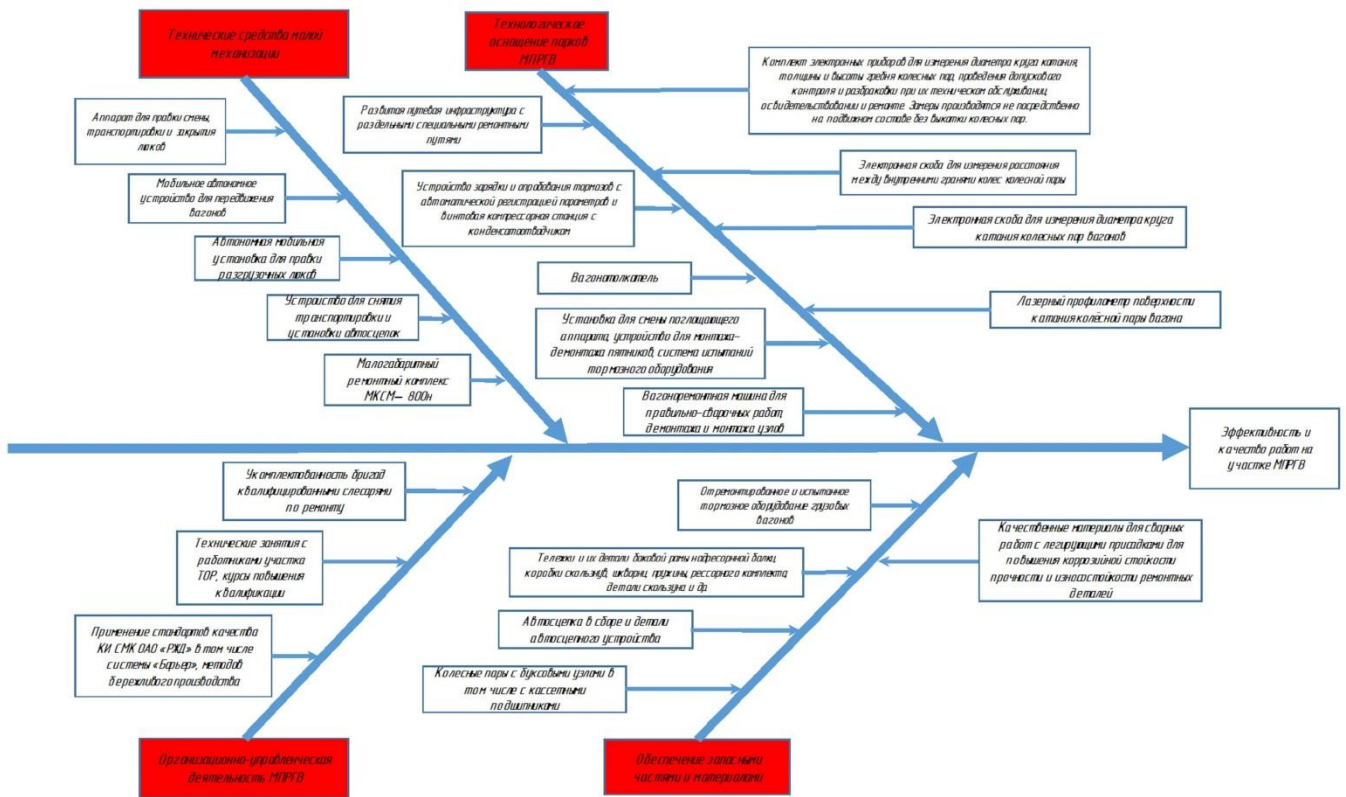 Технические средства малой
механизации
Технологическое
оснащение парков
МПРГВ
Комплект электронных приборов для измерения диаметра круга катания,
толщины и высоты гребня колесных пар, проведения допускового
контроля и разбраковки при их техническом обслуживании,
освидетельствовании и ремонте. Замеры производятся не посредственно
на подвижном составе без выкатки колесных пар.
Развитая путевая инфраструктура с
раздельными специальными ремонтными
путями
Аппарат для правки смены,
транспортировки и закрытия
люков
Электронная скоба для измерения расстояния
между внутренними гранями колес колесной пары
Мобильное автономное
устройство для передвижения
вагонов
Устройство зарядки и опробования тормозов с
автоматической регистрацией параметров и
винтовая компрессорная станция с
конденсатоотводчиком
Электронная скоба для измерения диаметра круга
катания колесных пар вагонов
Автономная мобильная
установка для правки
разгрузочных люков
Вагонотолкатель
Устройство для снятия
транспортировки и
установки автосцепок
Лазерный профилометр поверхности
катания колёсной пары вагона
Установка для смены поглощающего
аппарата, устройство для монтажа-
демонтажа пятников, система испытаний
тормозного оборудования
Малогабаритный
ремонтный комплекс
МКСМ– 800н
Вагоноремонтная машина для
правильно-сварочных работ,
демонтажа и монтажа узлов
Эффективность и
качество работ на
участке МПРГВ
Укомплектованность бригад
квалифицированными слесарями
по ремонту
Отремонтированное и испытанное
тормозное оборудование грузовых
вагонов
Технические занятия с
работниками участка
ТОР, курсы повышения
квалификации
Тележки и их детали боковой рамы надрессорной балки,
коробки скользунов, шкворни, пружины, рессорного комплекта,
детали скользуна и др.
Качественные материалы для сварных
работ с легирующими присадками для
повышения коррозийной стойкости
прочности и износостойкости ремонтных
деталей
Применение стандартов качества
КИ СМК ОАО «РЖД» в том числе
системы «Барьер», методов
бережливого производства
Автосцепка в сборе и детали
автосцепного устройства
Колесные пары с буксовыми узлами в
том числе с кассетными
подшипниками
Организационно-управленческая
деятельность МПРГВ
Обеспечение запасными
частями и материалами